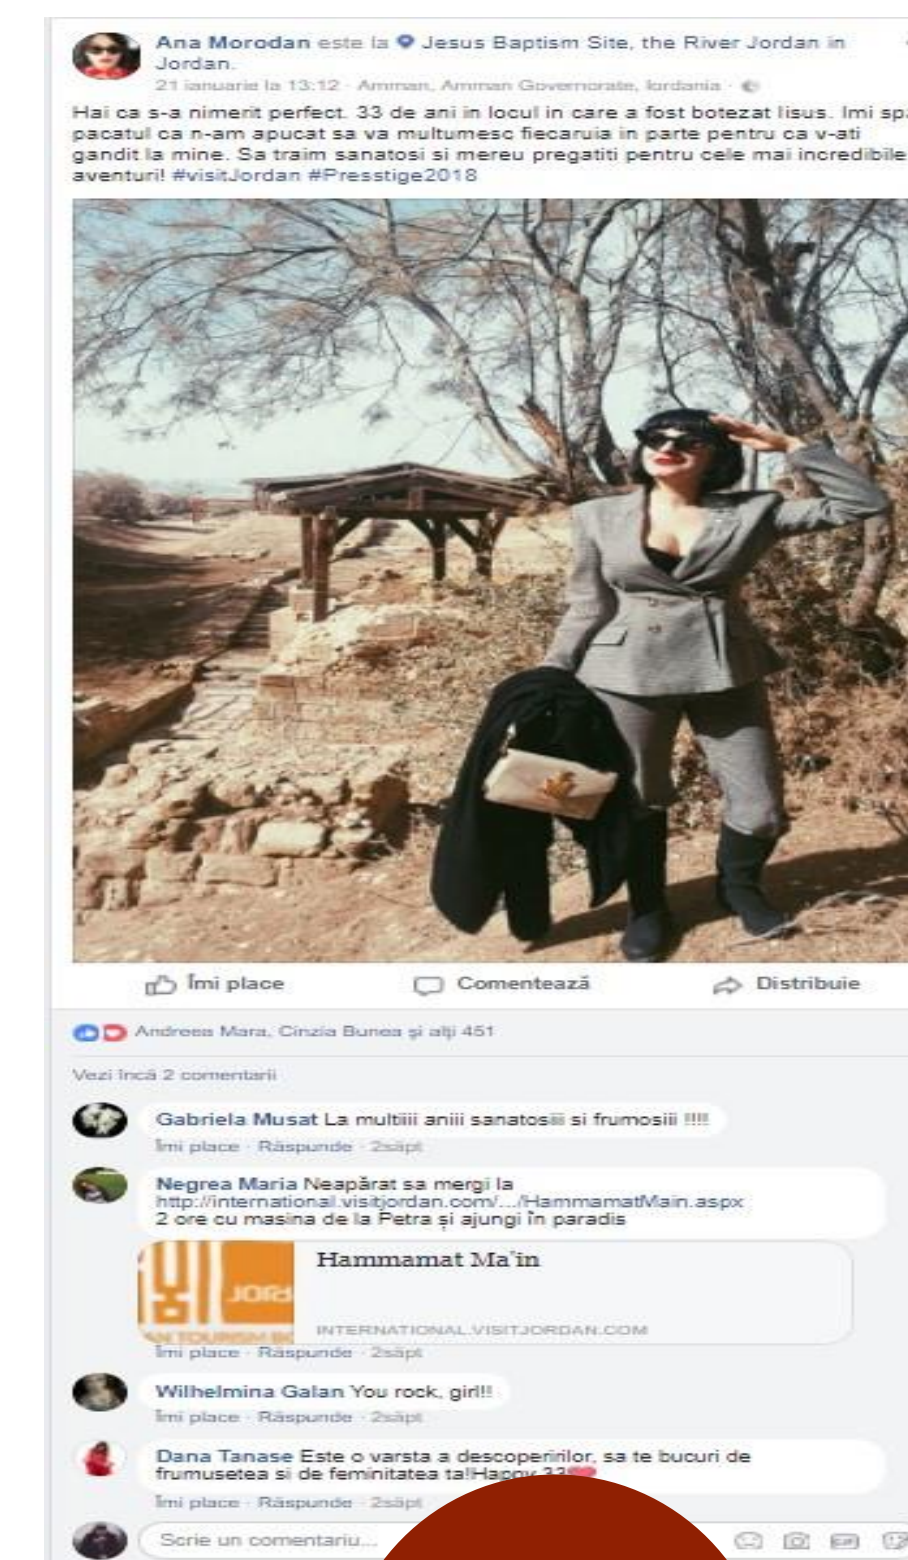 Ana Morodan este la Jesus Baptism Site, the River Jordan in
Jordan.
21 ianuarie la 13:12 · Amman, Amman Governorate, Iordania ·
Hai ca s-a nimerit perfect. 33 de ani in locul in care a fost botezat Iisus. Imi
pacatul ca n-am apucat sa va multumesc fiecaruia in parte pentru ca v-ati
gandit la mine. Sa traim sanatosi si mereu pregatiti pentru cele mai incredibile
aventuri! #visitJordan #Presstige2018
Îmi place Comentează Distribuie
Andreea Mara, Cinzia Bunea și alți 451
Vezi încă 2 comentarii
Gabriela Musat La multiiii aniii sanatosiii si frumosiii !!!!
Îmi place · Răspunde · 2săpt
Negrea Maria Neapărat sa mergi la
http://international.visitjordan.com/.../HammamatMain.aspx
2 ore cu masina de la Petra și ajungi în paradis
Hammamat Ma'in
JORD
AN TOURISM BO
INTERNATIONAL.VISITJORDAN.COM
Îmi place · Răspunde · 2săpt
Wilhelmina Galan You rock, girl!!
Îmi place · Răspunde · 2săpt
Dana Tanase Este o varsta a descoperirilor, sa te bucuri de
frumusetea si de feminitatea ta!Happy 33
Îmi place · Răspunde · 2săpt
Scrie un comentariu...
GIF